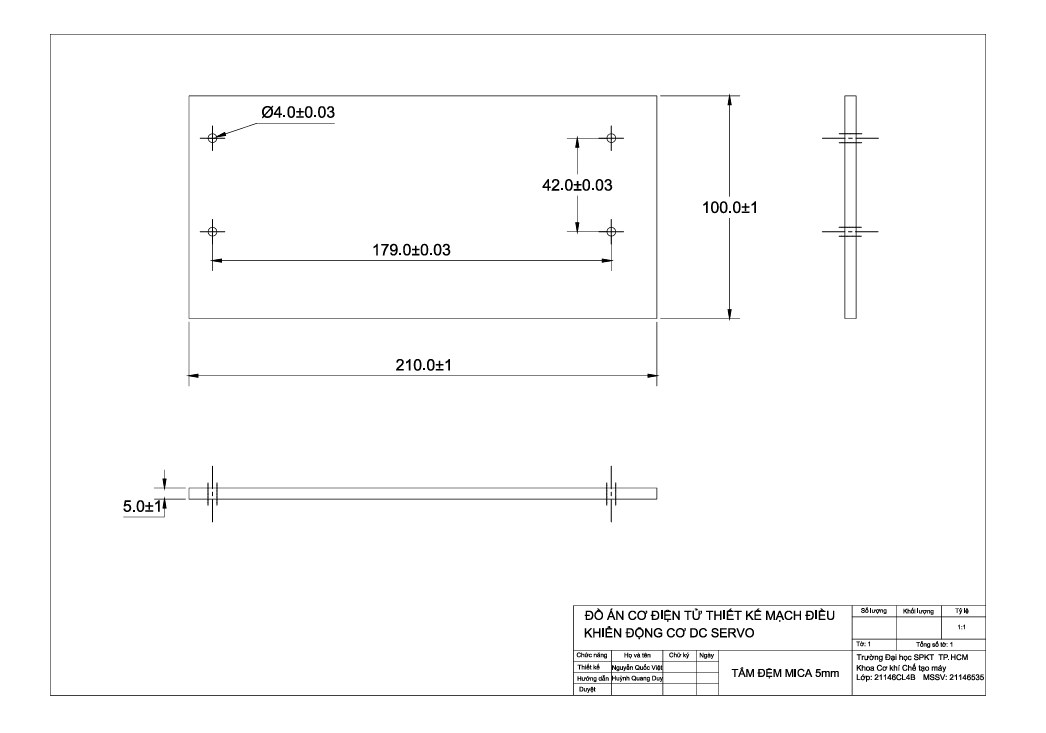 Ø4.0±0.03
42.0±0.03
100.0±1
179.0±0.03
210.0±1
5.0±1
ĐỒ ÁN CƠ ĐIỆN TỬ THIẾT KẾ MẠCH ĐIỀU
KHIỂN ĐỘNG CƠ DC SERVO
Số lượng Khối lượng Tỷ lệ
1:1
Tờ: 1 Tổng số tờ: 1
Chức năng Họ và tên Chữ ký Ngày
Thiết kế Nguyễn Quốc Việt
Hướng dẫn Huỳnh Quang Duy
Duyệt
TẤM ĐỆM MICA 5mm
Trường Đại học SPKT TP.HCM
Khoa Cơ khí Chế tạo máy
Lớp: 21146CL4B MSSV: 21146535